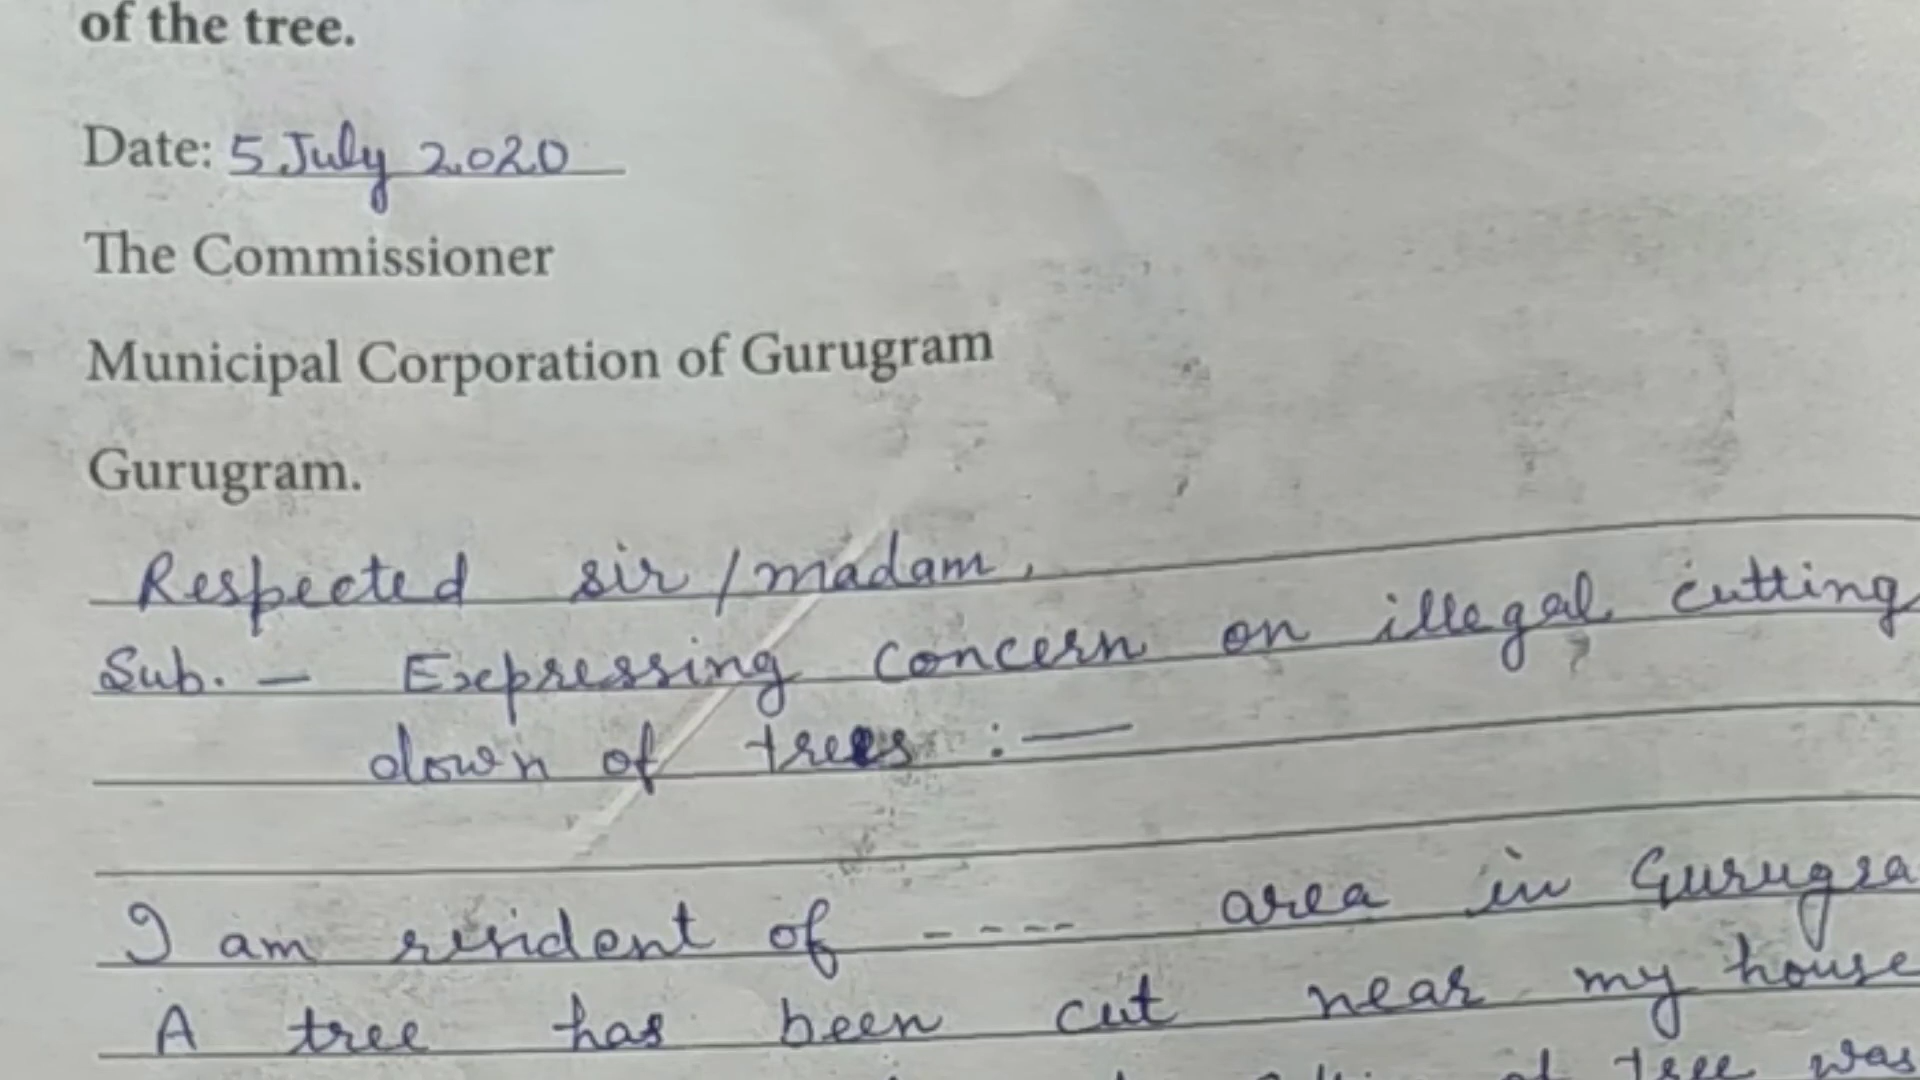 of the tree.
Date: 5 July 2020
The Commissioner
Municipal Corporation of Gurugram
Gurugram.
Respected sir / madam,
Sub. - Expressing concern on illegal cutting
down of trees :-
I am resident of ---- area in Gurugra
A tree has been cut near my house
tree was